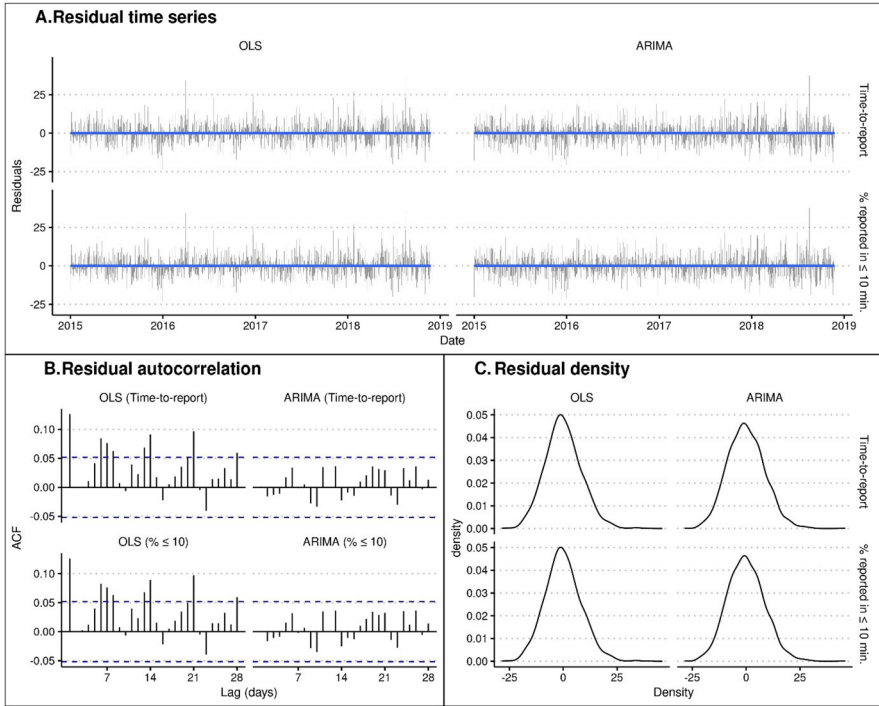 A.Residual time series
OLS
ARIMA
Residuals
25
0
-25
Time-to-report
25
0
-25
% reported in ≤ 10 min.
2015
2016
2017
2018
2019
2015
2016
2017
2018
2019
Date
B.Residual autocorrelation
OLS (Time-to-report)
ARIMA (Time-to-report)
ACF
0.10
0.05
0.00
-0.05
OLS (% ≤ 10)
ARIMA (% ≤ 10)
0.10
0.05
0.00
-0.05
7
14
21
28
7
14
21
28
Lag (days)
C. Residual density
OLS
ARIMA
density
0.05
0.04
0.03
0.02
0.01
0.00
Time-to-report
0.05
0.04
0.03
0.02
0.01
0.00
% reported in ≤ 10 min.
-25
0
25
-25
0
25
Density